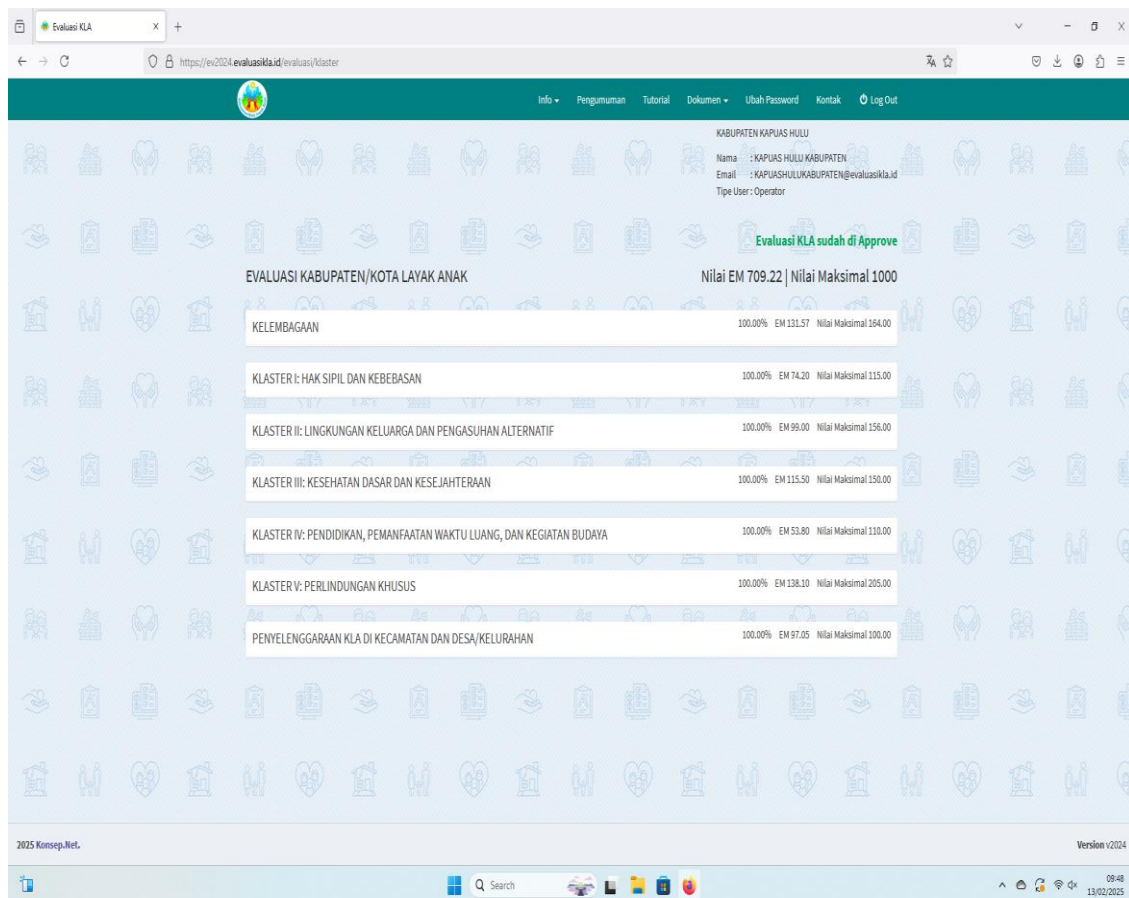 Evaluasi KLA
https://ev2024.evaluasikla.id/evaluasi/klaster
Info Pengumuman Tutorial Dokumen Ubah Password Kontak Log Out
KABUPATEN KAPUAS HULU
Nama : KAPUAS HULU KABUPATEN
Email : KAPUASHULUKABUPATEN@evaluasikla.id
Tipe User : Operator
Evaluasi KLA sudah di Approve
EVALUASI KABUPATEN/KOTA LAYAK ANAK Nilai EM 709.22 | Nilai Maksimal 1000
KELEMBAGAAN 100.00% EM 131.57 Nilai Maksimal 164.00
KLASTER I: HAK SIPIL DAN KEBEBASAN 100.00% EM 74.20 Nilai Maksimal 115.00
KLASTER II: LINGKUNGAN KELUARGA DAN PENGASUHAN ALTERNATIF 100.00% EM 99.00 Nilai Maksimal 156.00
KLASTER III: KESEHATAN DASAR DAN KESEJAHTERAAN 100.00% EM 115.50 Nilai Maksimal 150.00
KLASTER IV: PENDIDIKAN, PEMANFAATAN WAKTU LUANG, DAN KEGIATAN BUDAYA 100.00% EM 53.80 Nilai Maksimal 110.00
KLASTER V: PERLINDUNGAN KHUSUS 100.00% EM 138.10 Nilai Maksimal 205.00
PENYELENGGARAAN KLA DI KECAMATAN DAN DESA/KELURAHAN 100.00% EM 97.05 Nilai Maksimal 100.00
2025 Konsep.Net. Version v2024
Search
09:48
13/02/2025